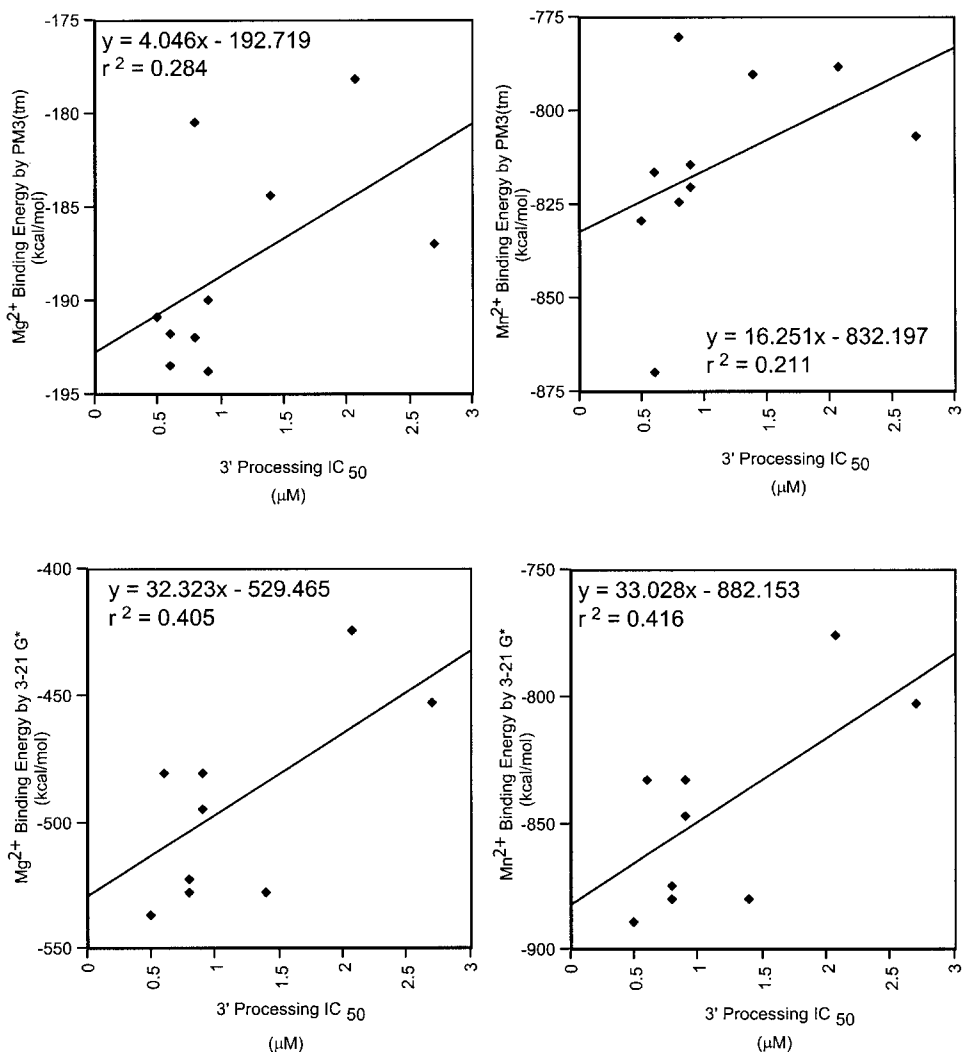 y = 4.046x - 192.719
r 2 = 0.284
Mg2+ Binding Energy by PM3(tm)
(kcal/mol)
-175
-180
-185
-190
-195
0
0.5
1
1.5
2
2.5
3
3' Processing IC 50
(µM)
y = 16.251x - 832.197
r 2 = 0.211
Mn2+ Binding Energy by PM3(tm)
(kcal/mol)
-775
-800
-825
-850
-875
0
0.5
1
1.5
2
2.5
3
3' Processing IC 50
(µM)
y = 32.323x - 529.465
r 2 = 0.405
Mg2+ Binding Energy by 3-21 G*
(kcal/mol)
-400
-450
-500
-550
0
0.5
1
1.5
2
2.5
3
3' Processing IC 50
(µM)
y = 33.028x - 882.153
r 2 = 0.416
Mn2+ Binding Energy by 3-21 G*
(kcal/mol)
-750
-800
-850
-900
0
0.5
1
1.5
2
2.5
3
3' Processing IC 50
(µM)